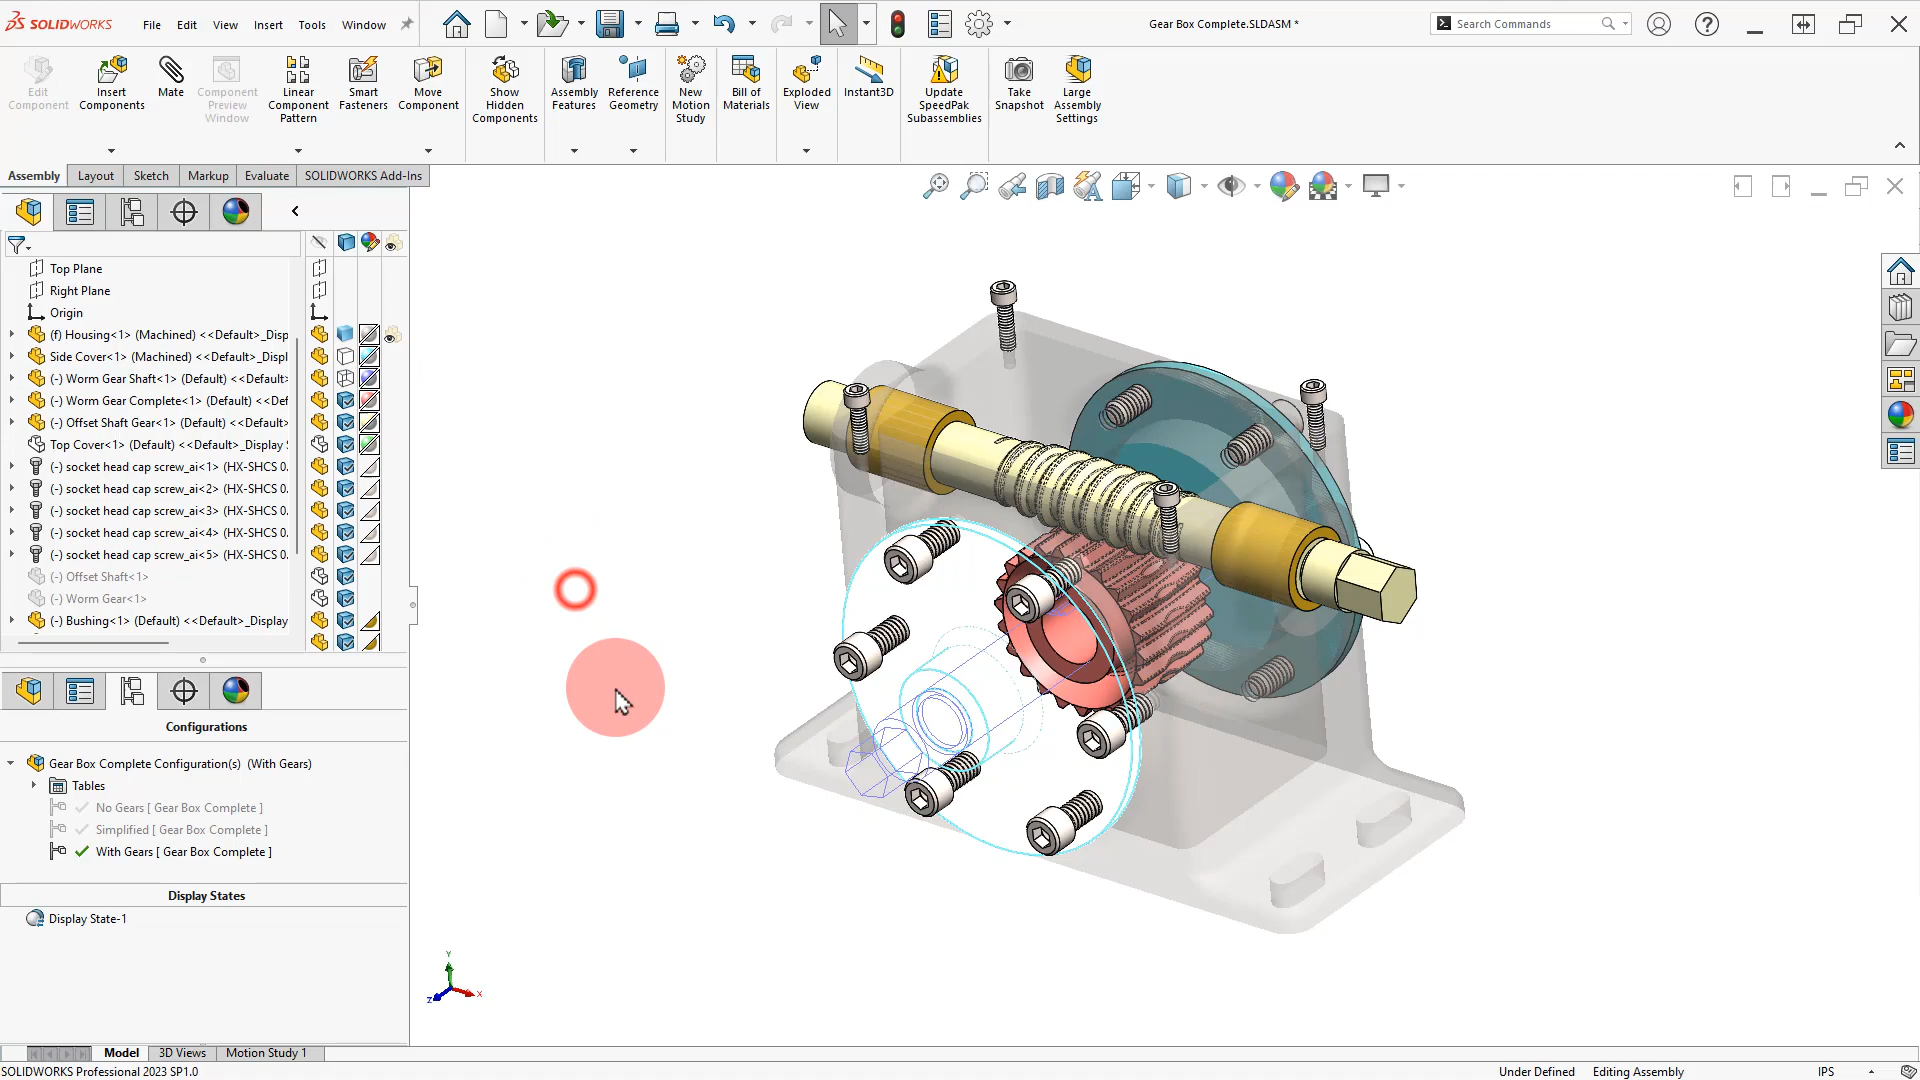 SOLIDWORKS File Edit View Insert Tools Window Gear Box Complete.SLDASM * Search Commands
Edit Component
Insert Components
Mate
Component Preview Window
Linear Component Pattern
Smart Fasteners
Move Component
Show Hidden Components
Assembly Features
Reference Geometry
New Motion Study
Bill of Materials
Exploded View
Instant3D
Update SpeedPak Subassemblies
Take Snapshot
Large Assembly Settings
Assembly Layout Sketch Markup Evaluate SOLIDWORKS Add-Ins
Top Plane
Right Plane
Origin
(f) Housing<1> (Machined) <<Default>_Disp
Side Cover<1> (Machined) <<Default>_Displ
(-) Worm Gear Shaft<1> (Default) <<Default>
(-) Worm Gear Complete<1> (Default) <<Def
(-) Offset Shaft Gear<1> (Default) <<Default>
Top Cover<1> (Default) <<Default>_Display
(-) socket head cap screw_ai<1> (HX-SHCS 0.
(-) socket head cap screw_ai<2> (HX-SHCS 0.
(-) socket head cap screw_ai<3> (HX-SHCS 0.
(-) socket head cap screw_ai<4> (HX-SHCS 0.
(-) socket head cap screw_ai<5> (HX-SHCS 0.
(-) Offset Shaft<1>
(-) Worm Gear<1>
(-) Bushing<1> (Default) <<Default>_Display
Configurations
Gear Box Complete Configuration(s) (With Gears)
Tables
No Gears [ Gear Box Complete ]
Simplified [ Gear Box Complete ]
With Gears [ Gear Box Complete ]
Display States
Display State-1
Y
X
Z
Model 3D Views Motion Study 1
SOLIDWORKS Professional 2023 SP1.0 Under Defined Editing Assembly IPS